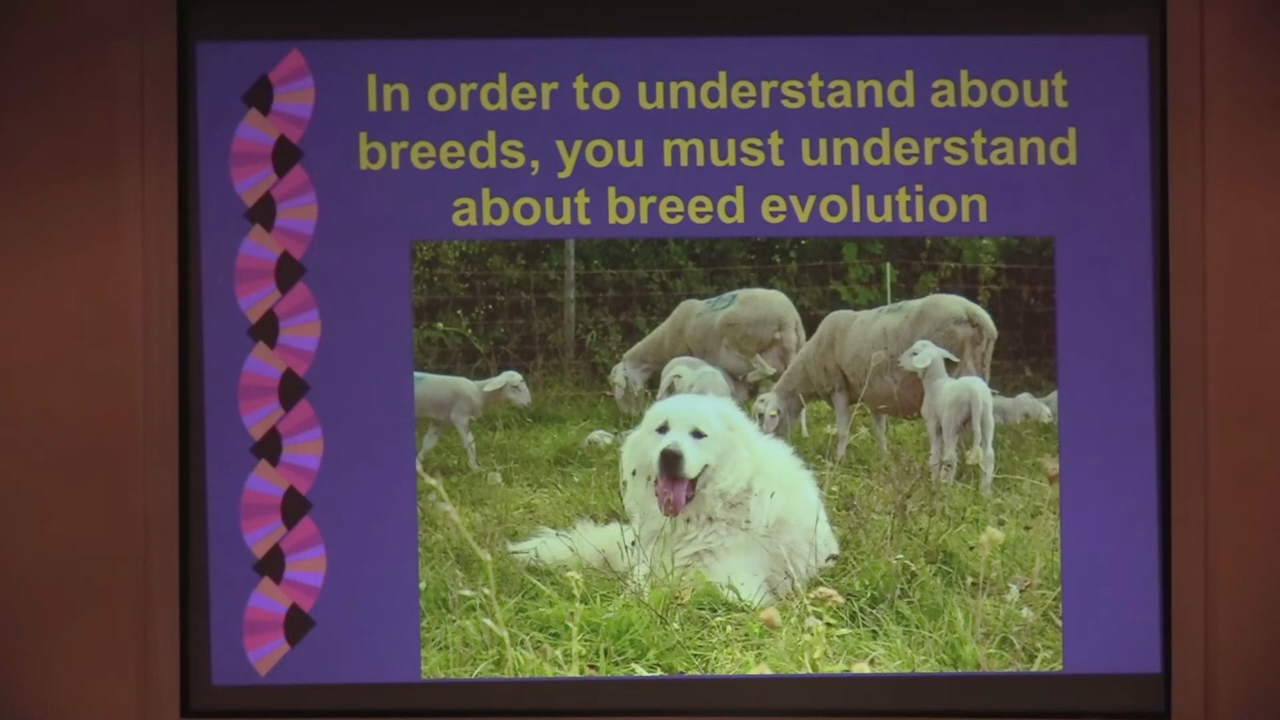 In order to understand about
breeds, you must understand
about breed evolution